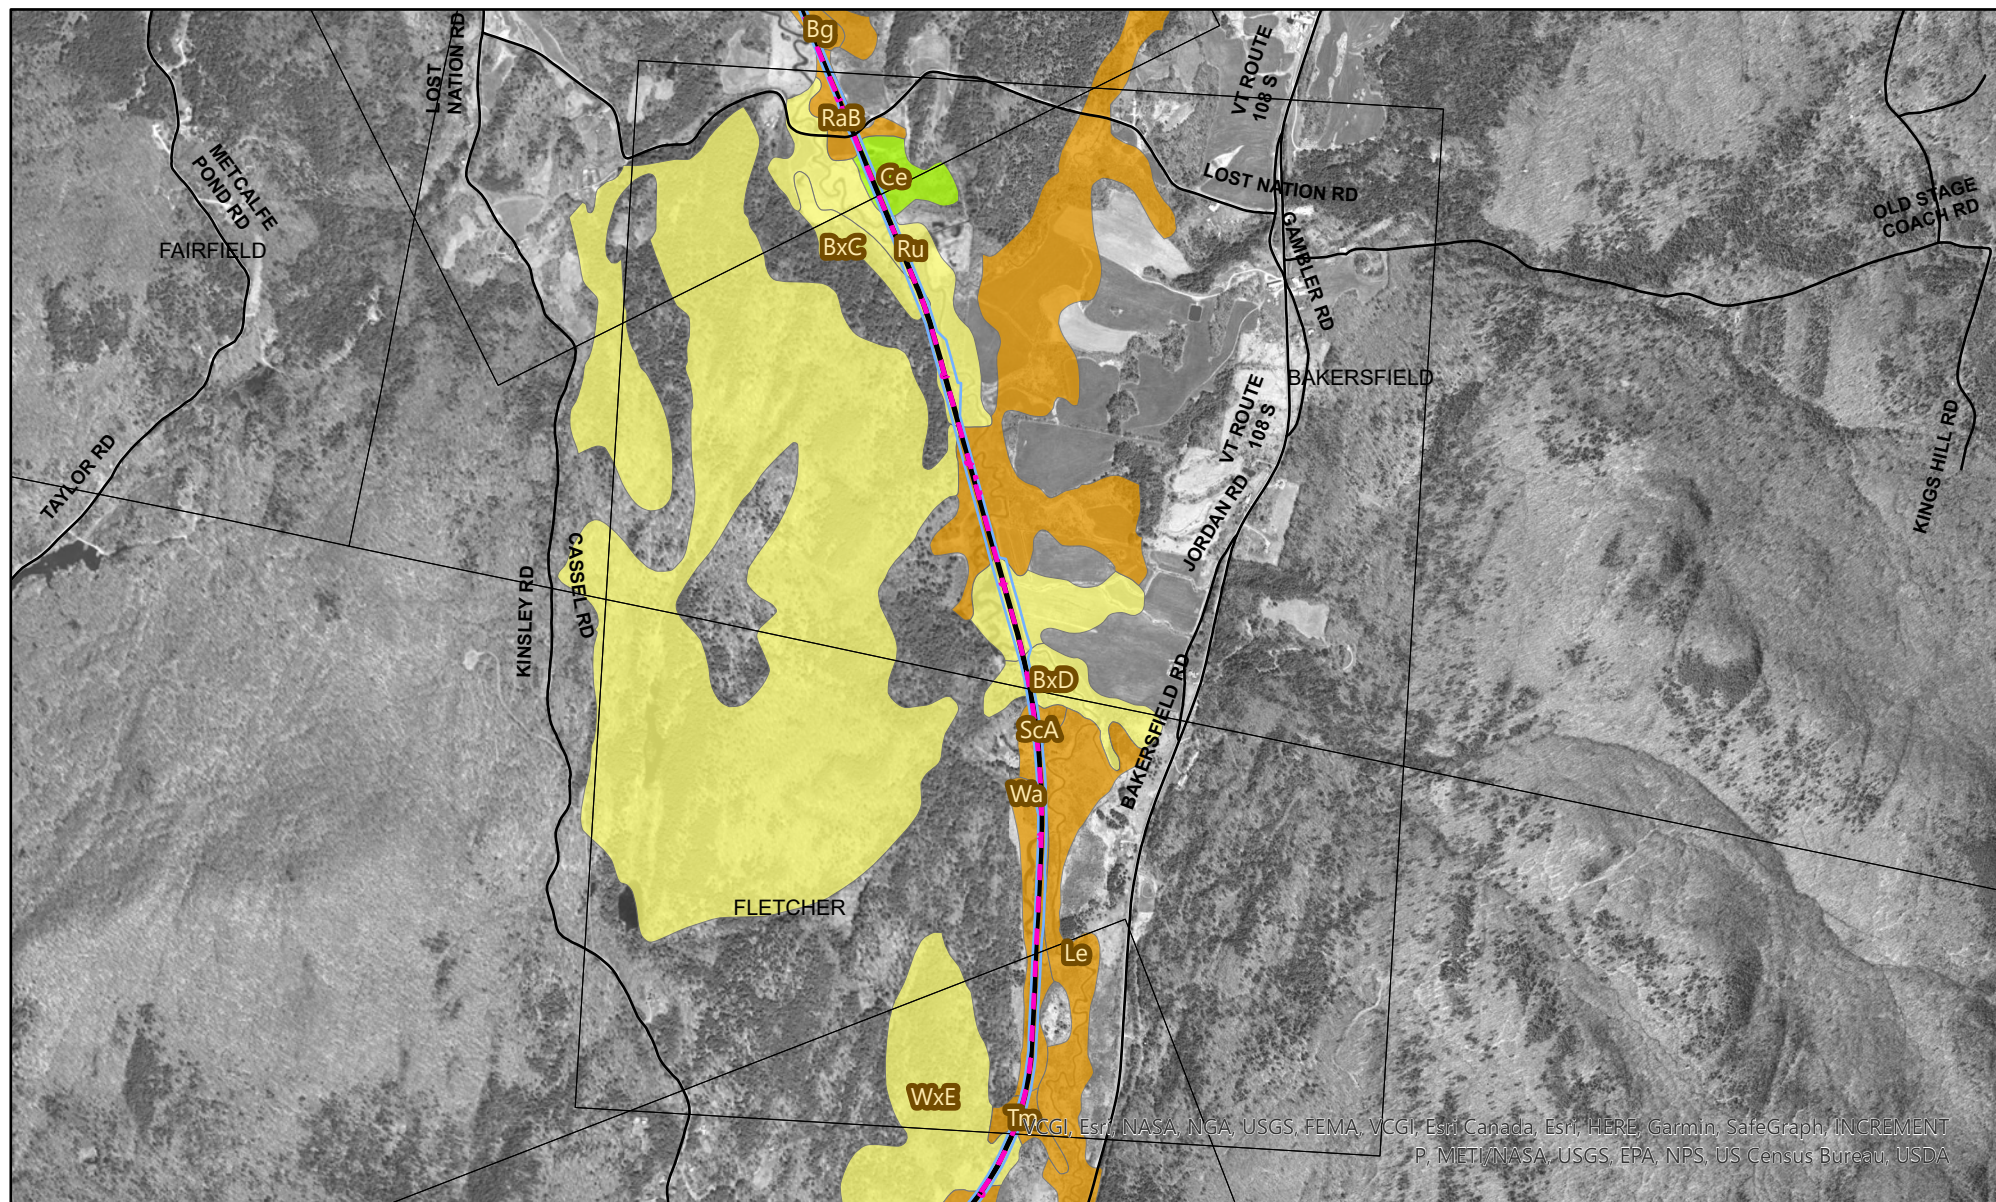 Bg
LOST
NATION RD
VT ROUTE
108 S
RaB
METCALFE
POND RD
Ce
LOST NATION RD
OLD STAGE
COACH RD
FAIRFIELD
BxC
Ru
GAMBLER RD
BAKERSFIELD
VT ROUTE
108 S
KINGS HILL RD
TAYLOR RD
JORDAN RD
CASSEL RD
KINSLEY RD
BxD
BAKERSFIELD RD
ScA
Wa
FLETCHER
Le
WxE
Tm
VCGI, Esri, NASA, NGA, USGS, FEMA, VCGI, Esri Canada, Esri, HERE, Garmin, SafeGraph, INCREMENT
P, METI/NASA, USGS, EPA, NPS, US Census Bureau, USDA